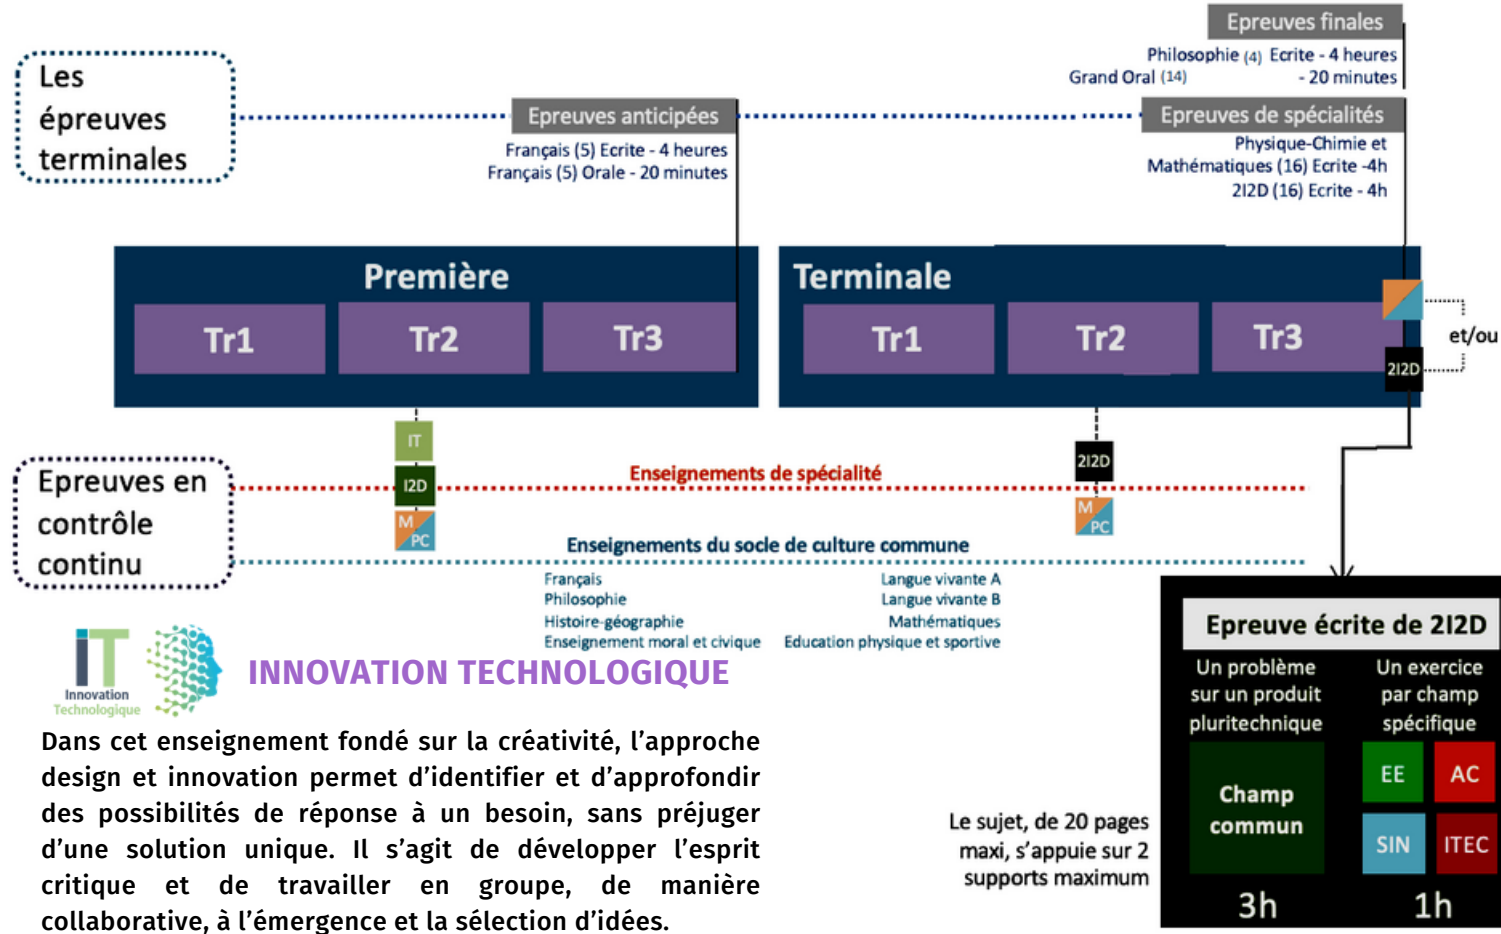 Epreuves finales
Philosophie (4) Ecrite - 4 heures
Grand Oral (14) - 20 minutes
Les
épreuves
terminales
Epreuves anticipées
Français (5) Ecrite - 4 heures
Français (5) Orale - 20 minutes
Epreuves de spécialités
Physique-Chimie et
Mathématiques (16) Ecrite -4h
2I2D (16) Ecrite - 4h
Première
Tr1
Tr2
Tr3
Terminale
Tr1
Tr2
Tr3
et/ou
2I2D
IT
I2D
M
PC
2I2D
M
PC
Epreuves en
contrôle
continu
Enseignements de spécialité
Enseignements du socle de culture commune
Français
Philosophie
Histoire-géographie
Enseignement moral et civique
Langue vivante A
Langue vivante B
Mathématiques
Education physique et sportive
iT
Innovation
Technologique
INNOVATION TECHNOLOGIQUE
Dans cet enseignement fondé sur la créativité, l’approche
design et innovation permet d’identifier et d’approfondir
des possibilités de réponse à un besoin, sans préjuger
d’une solution unique. Il s’agit de développer l’esprit
critique et de travailler en groupe, de manière
collaborative, à l’émergence et la sélection d’idées.
Le sujet, de 20 pages
maxi, s’appuie sur 2
supports maximum
Epreuve écrite de 2I2D
Un problème
sur un produit
pluritechnique
Champ
commun
3h
Un exercice
par champ
spécifique
EE
AC
SIN
ITEC
1h